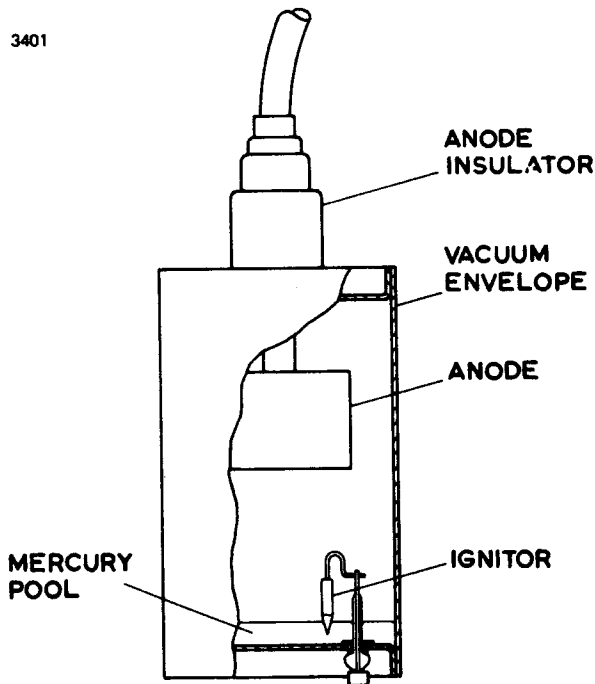 3401
ANODE
INSULATOR
VACUUM
ENVELOPE
ANODE
IGNITOR
MERCURY
POOL